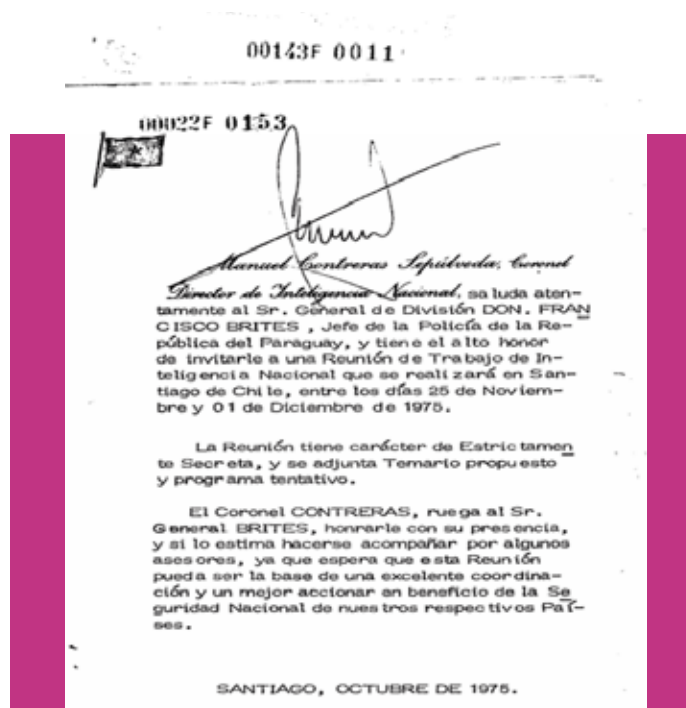 00143F 0011
00022F 0153
Manuel Contreras Sepúlveda, Coronel
Director de Inteligencia Nacional, saluda aten-
tamente al Sr. General de División DON. FRAN
CISCO BRITES , Jefe de la Policía de la Re-
pública del Paraguay, y tiene el alto honor
de invitarle a una Reunión de Trabajo de In-
teligencia Nacional que se realizará en San-
tiago de Chile, entre los días 25 de Noviem-
bre y 01 de Diciembre de 1975.
La Reunión tiene carácter de Estrictamen
te Secreta, y se adjunta Temario propuesto
y programa tentativo.
El Coronel CONTRERAS, ruega al Sr.
General BRITES, honrarle con su presencia,
y si lo estima hacerse acompañar por algunos
asesores, ya que espera que esta Reunión
pueda ser la base de una excelente coordina-
ción y un mejor accionar en beneficio de la Se
guridad Nacional de nuestros respectivos Paí-
ses.
SANTIAGO, OCTUBRE DE 1975.